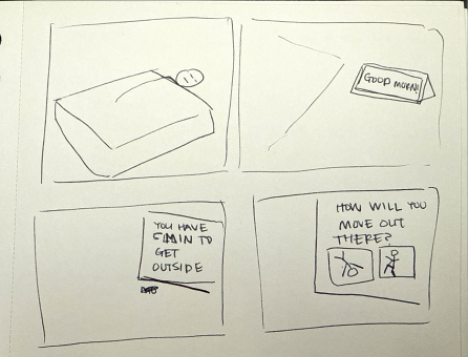 GOOD MORN!
YOU HAVE
5 MIN TO
GET
OUTSIDE
HOW WILL YOU
MOVE OUT
THERE?